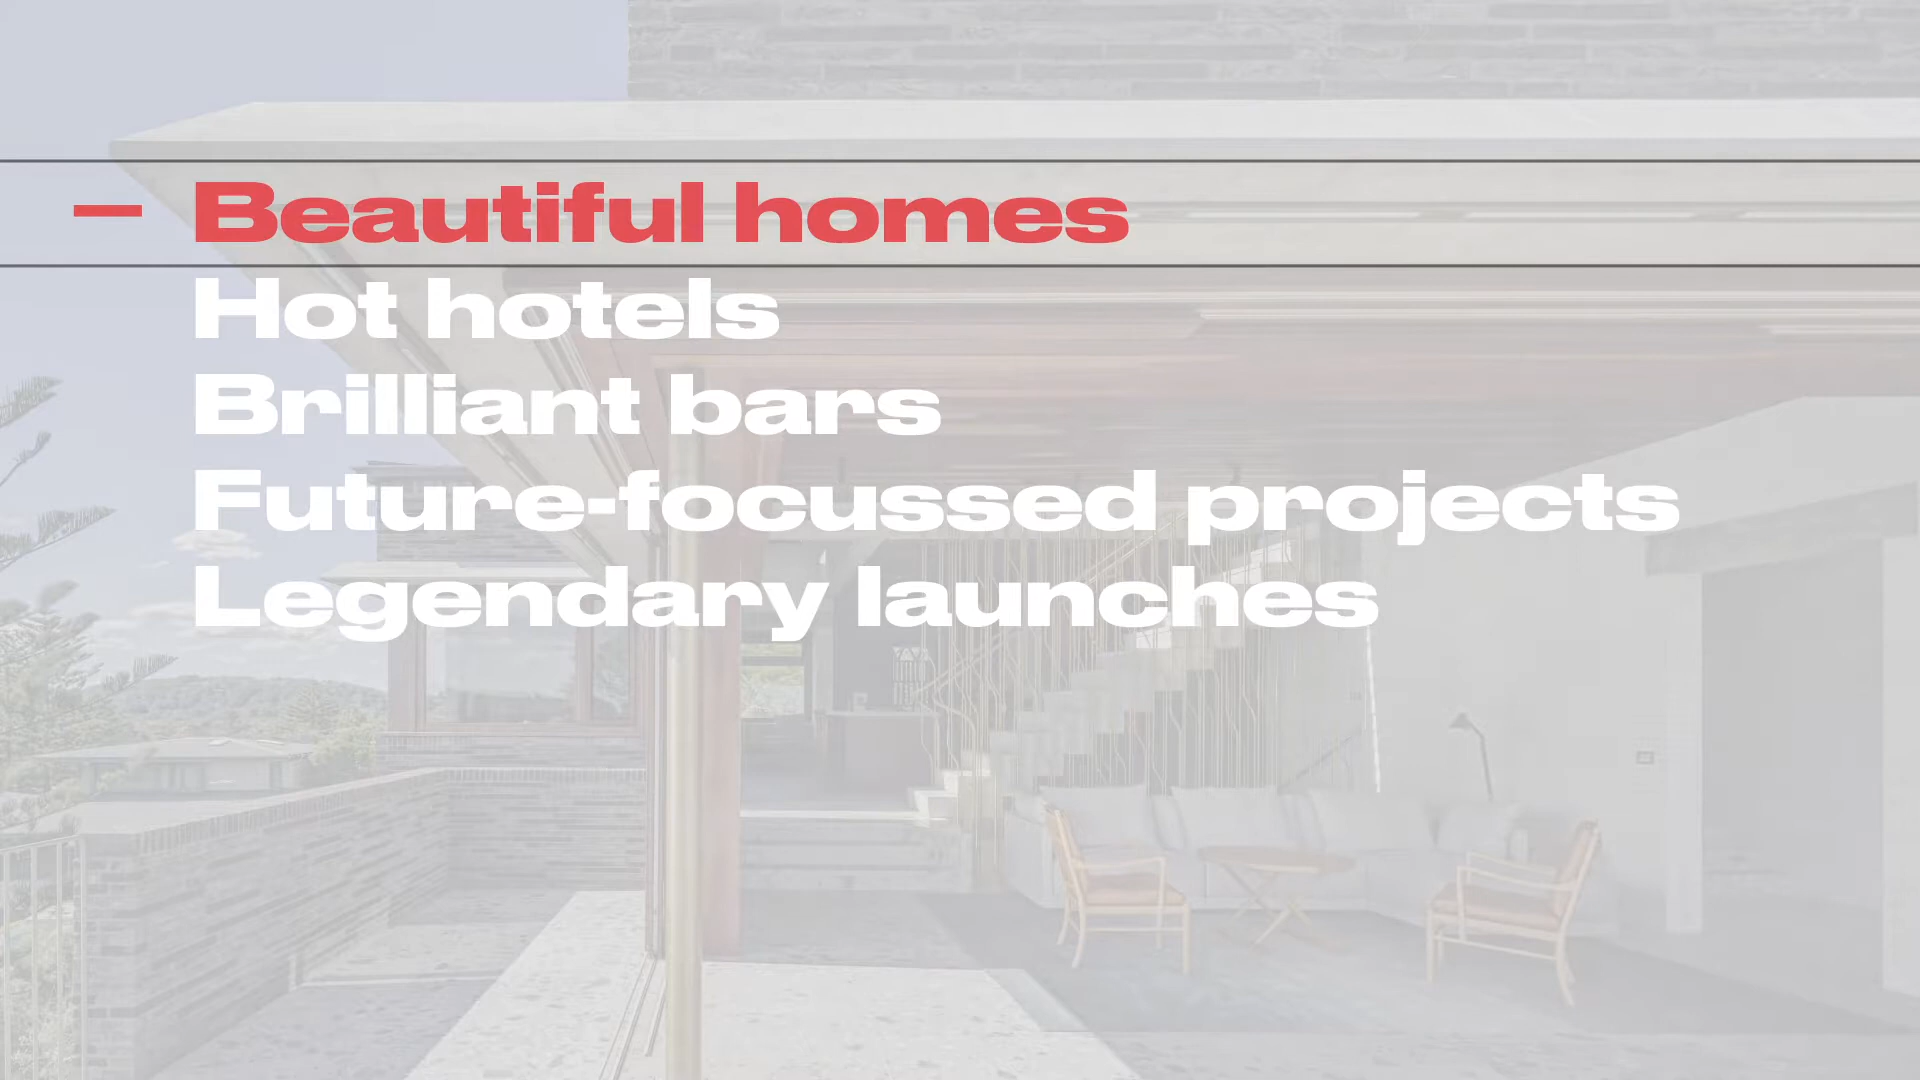 Beautiful homes
Hot hotels
Brilliant bars
Future-focussed projects
Legendary launches